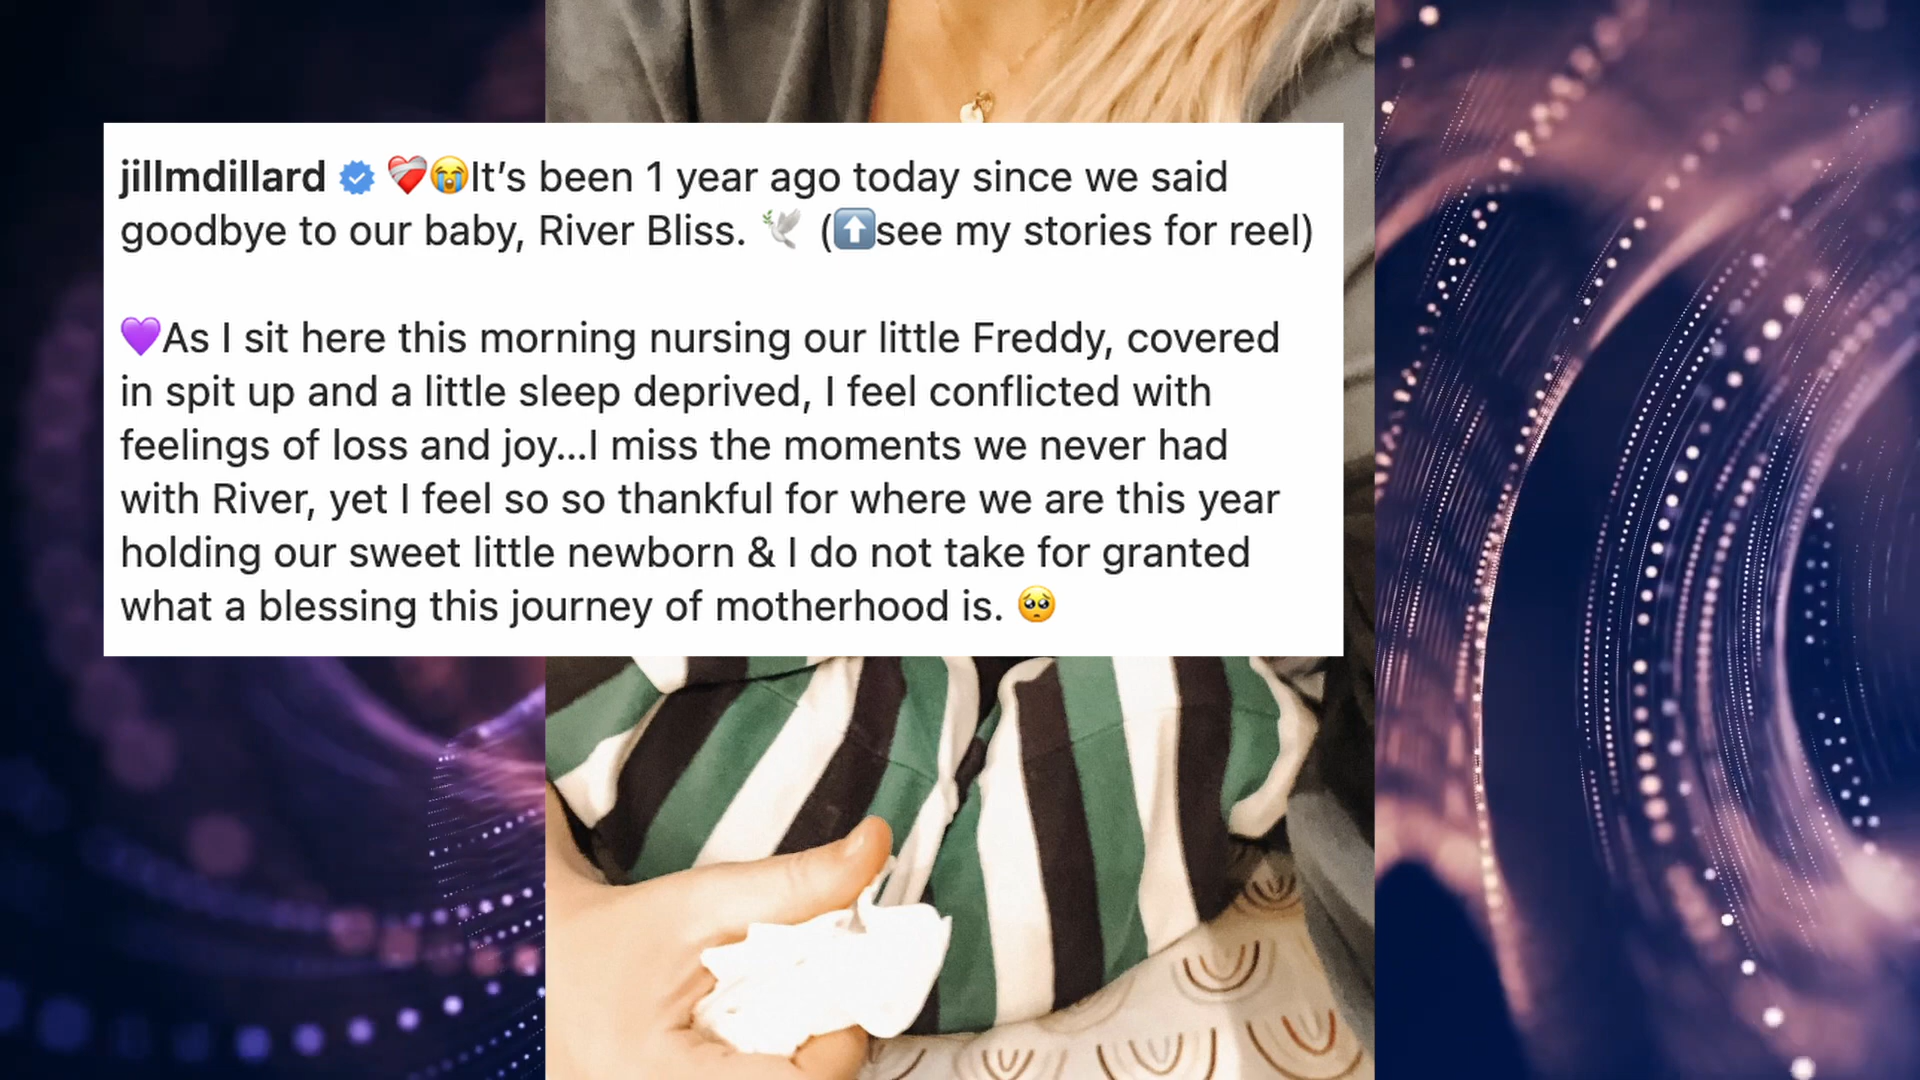 jillmdillard ❤️‍🩹😭It’s been 1 year ago today since we said
goodbye to our baby, River Bliss. 🕊️ (⬆️see my stories for reel)
💜As I sit here this morning nursing our little Freddy, covered
in spit up and a little sleep deprived, I feel conflicted with
feelings of loss and joy...I miss the moments we never had
with River, yet I feel so so thankful for where we are this year
holding our sweet little newborn & I do not take for granted
what a blessing this journey of motherhood is. 🥺